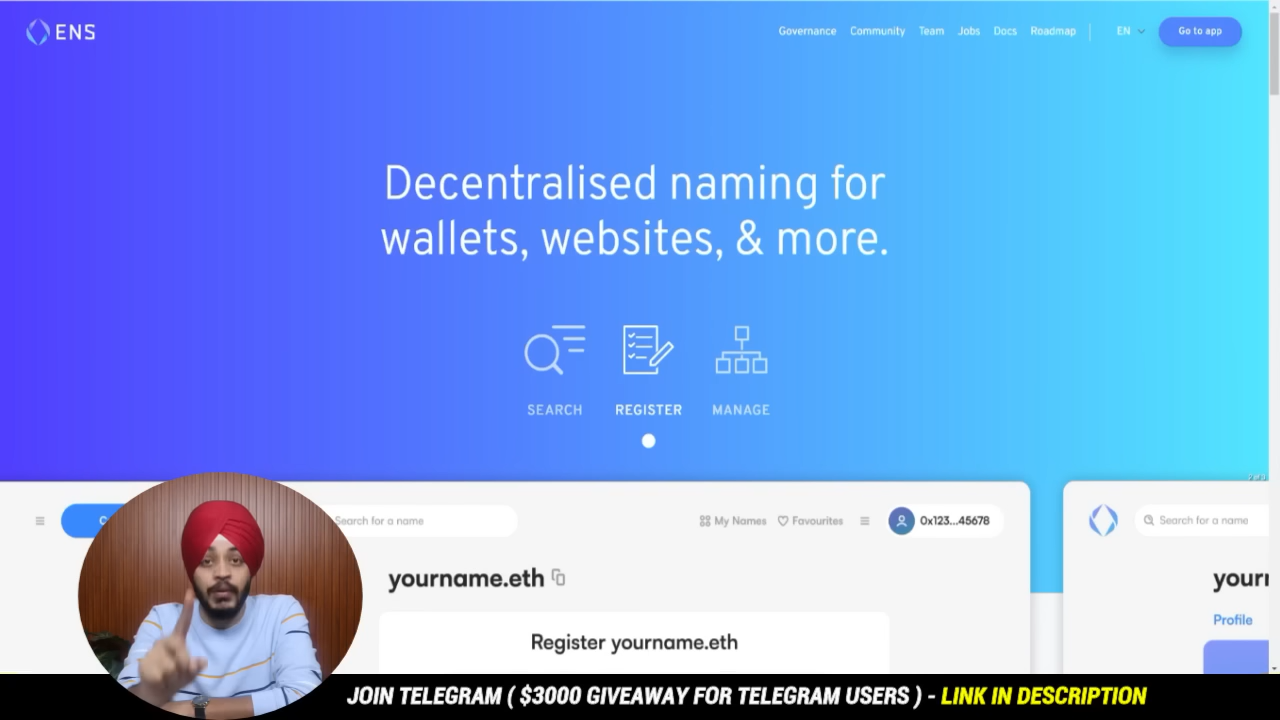 ENS
Governance Community Team Jobs Docs Roadmap EN Go to app
Decentralised naming for
wallets, websites, & more.
SEARCH REGISTER MANAGE
Search for a name My Names Favourites 0x123...45678
Search for a name
yourname.eth
Register yourname.eth
Profile
JOIN TELEGRAM ( $3000 GIVEAWAY FOR TELEGRAM USERS ) - LINK IN DESCRIPTION